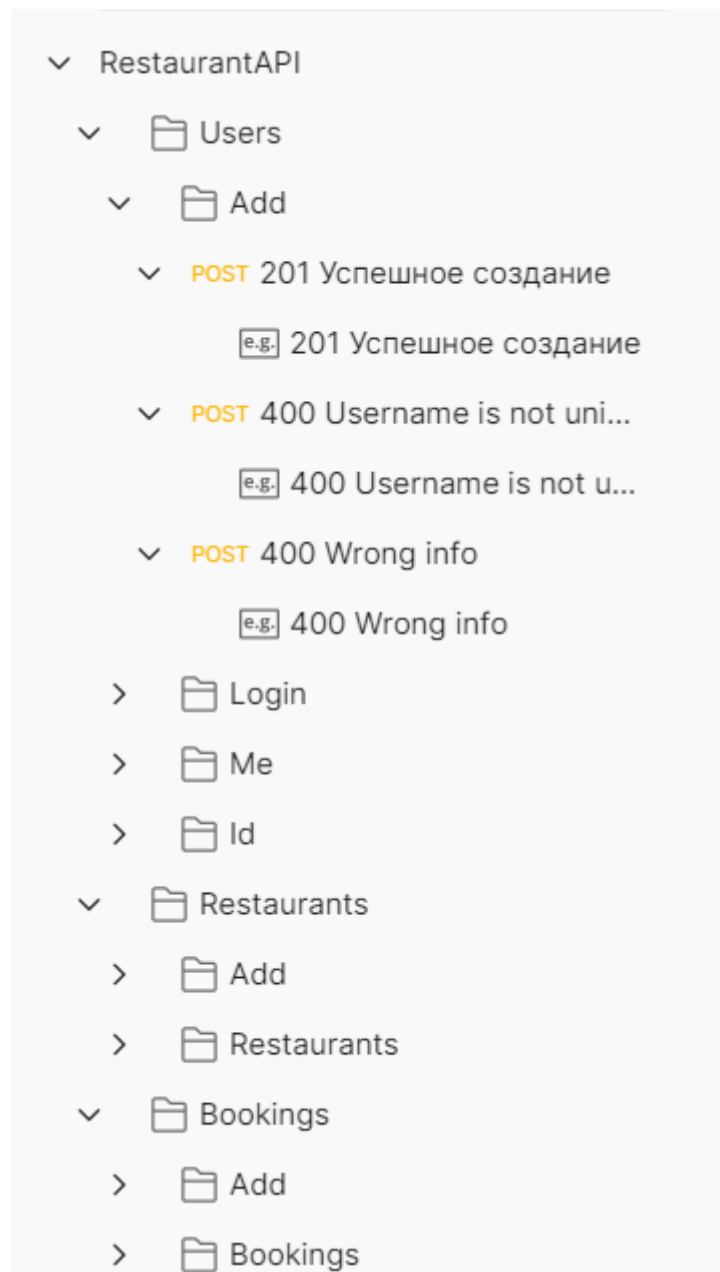 RestaurantAPI
Users
Add
POST 201 Успешное создание
e.g. 201 Успешное создание
POST 400 Username is not uni...
e.g. 400 Username is not u...
POST 400 Wrong info
e.g. 400 Wrong info
Login
Me
Id
Restaurants
Add
Restaurants
Bookings
Add
Bookings